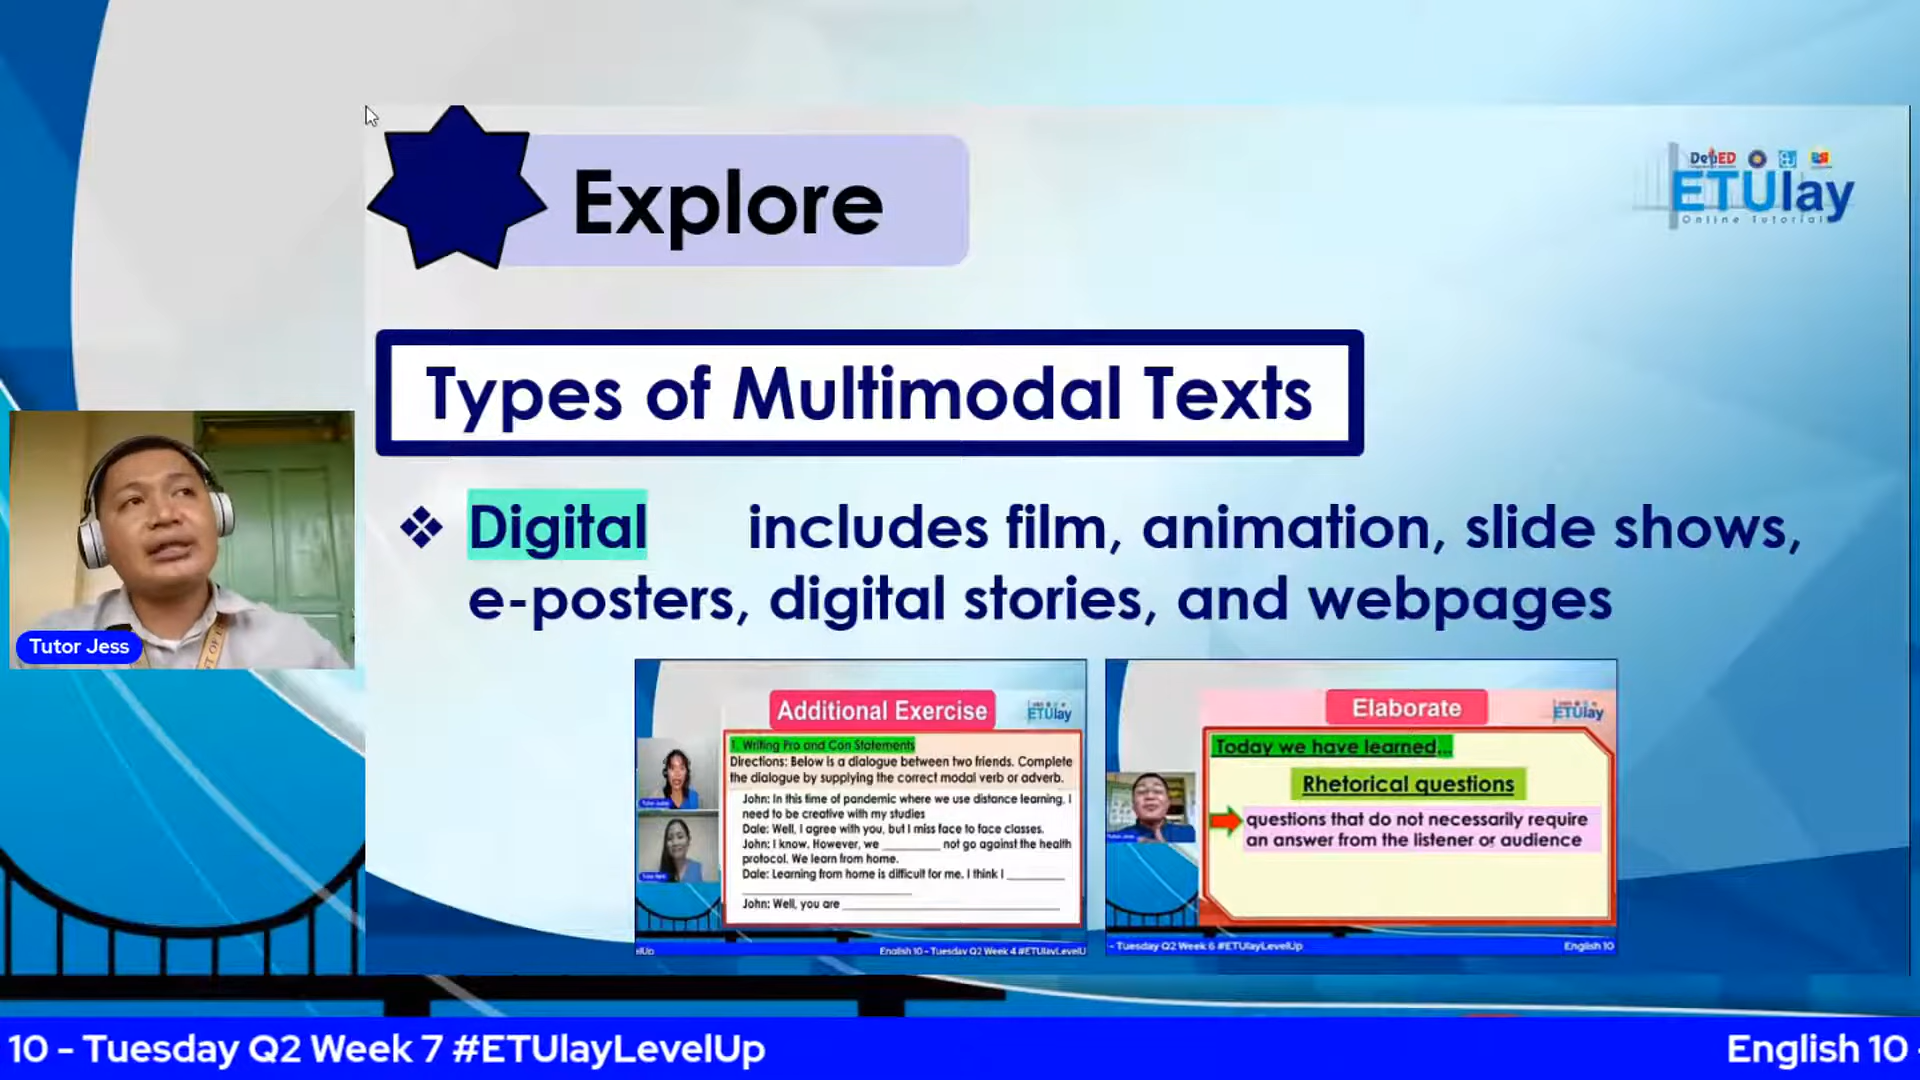 Explore
DepED
ETUlay
Online Tutorial
Types of Multimodal Texts
Digital includes film, animation, slide shows,
e-posters, digital stories, and webpages
Tutor Jess
Additional Exercise
ETUlay
1. Writing Pro and Con Statements
Directions: Below is a dialogue between two friends. Complete
the dialogue by supplying the correct modal verb or adverb.
John: In this time of pandemic where we use distance learning, I
need to be creative with my studies
Dale: Well, I agree with you, but I miss face to face classes.
John: I know. However, we ________ not go against the health
protocol. We learn from home.
Dale: Learning from home is difficult for me. I think I ________
________________________
John: Well, you are ______________________________
elUp
English 10 - Tuesday Q2 Week 4 #ETUlayLevelU
Elaborate
ETUlay
Today we have learned...
Rhetorical questions
questions that do not necessarily require
an answer from the listener or audience
- Tuesday Q2 Week 6 #ETUlayLevelUp
English 10
10 - Tuesday Q2 Week 7 #ETUlayLevelUp
English 10 -